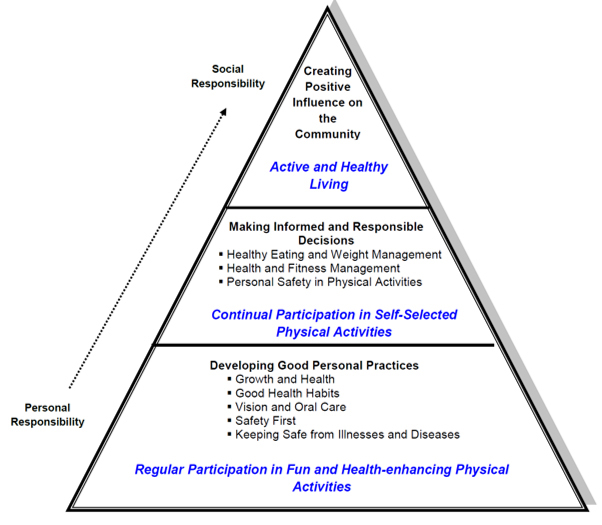 Social
Responsibility
Creating
Positive
Influence on
the
Community
Active and Healthy
Living
Making Informed and Responsible
Decisions
▪ Healthy Eating and Weight Management
▪ Health and Fitness Management
▪ Personal Safety in Physical Activities
Continual Participation in Self-Selected
Physical Activities
Developing Good Personal Practices
▪ Growth and Health
▪ Good Health Habits
▪ Vision and Oral Care
▪ Safety First
▪ Keeping Safe from Illnesses and Diseases
Personal
Responsibility
Regular Participation in Fun and Health-enhancing Physical
Activities